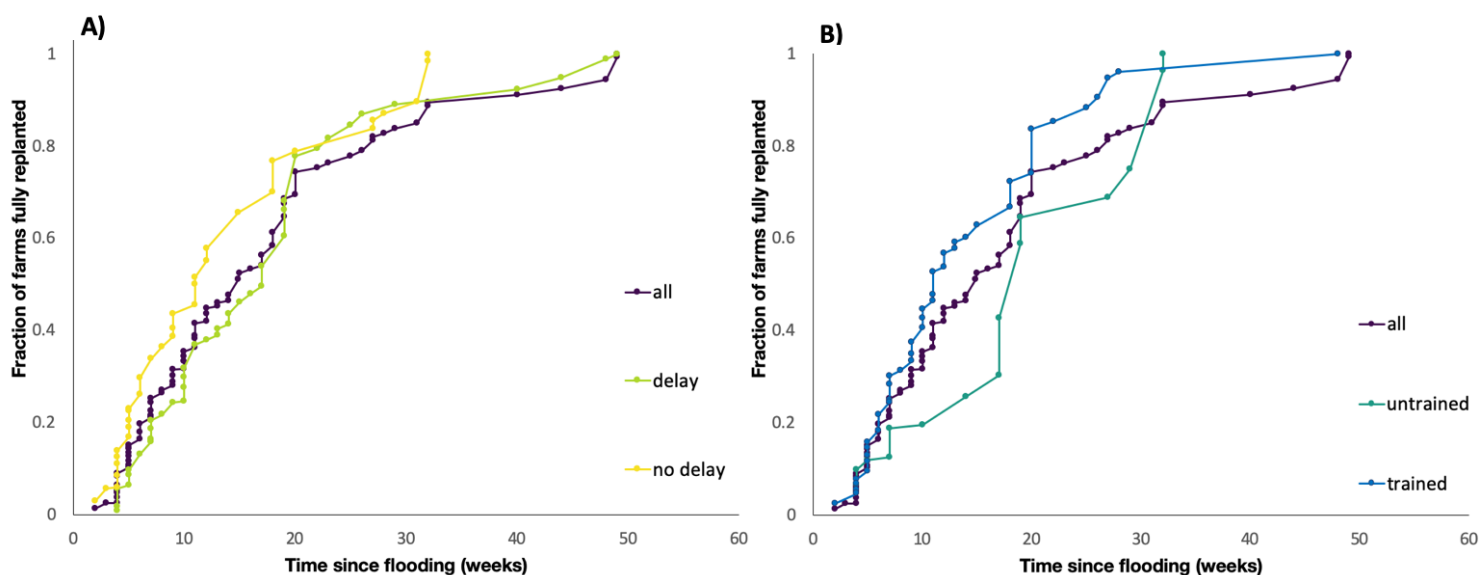 A)
Fraction of farms fully replanted
1
0.8
0.6
0.4
0.2
0
0 10 20 30 40 50 60
Time since flooding (weeks)
all
delay
no delay
B)
Fraction of farms fully replanted
1
0.8
0.6
0.4
0.2
0
0 10 20 30 40 50 60
Time since flooding (weeks)
all
untrained
trained